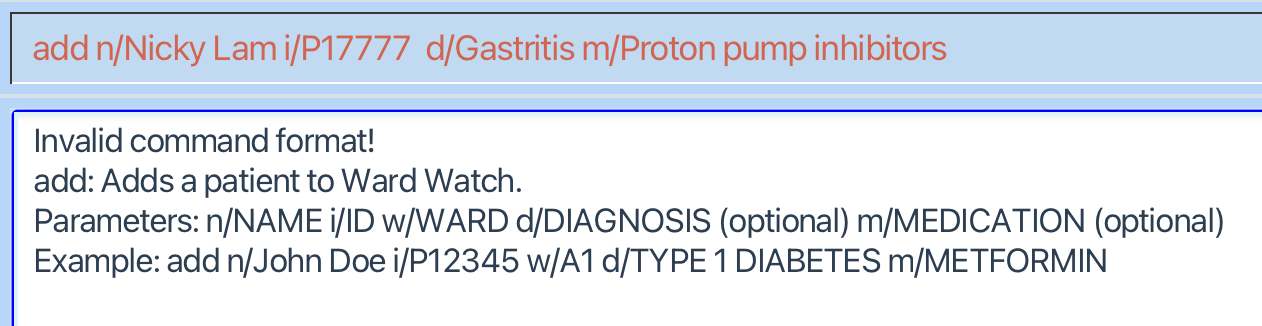 add n/Nicky Lam i/P17777  d/Gastritis m/Proton pump inhibitors
Invalid command format!
add: Adds a patient to Ward Watch.
Parameters: n/NAME i/ID w/WARD d/DIAGNOSIS (optional) m/MEDICATION (optional)
Example: add n/John Doe i/P12345 w/A1 d/TYPE 1 DIABETES m/METFORMIN